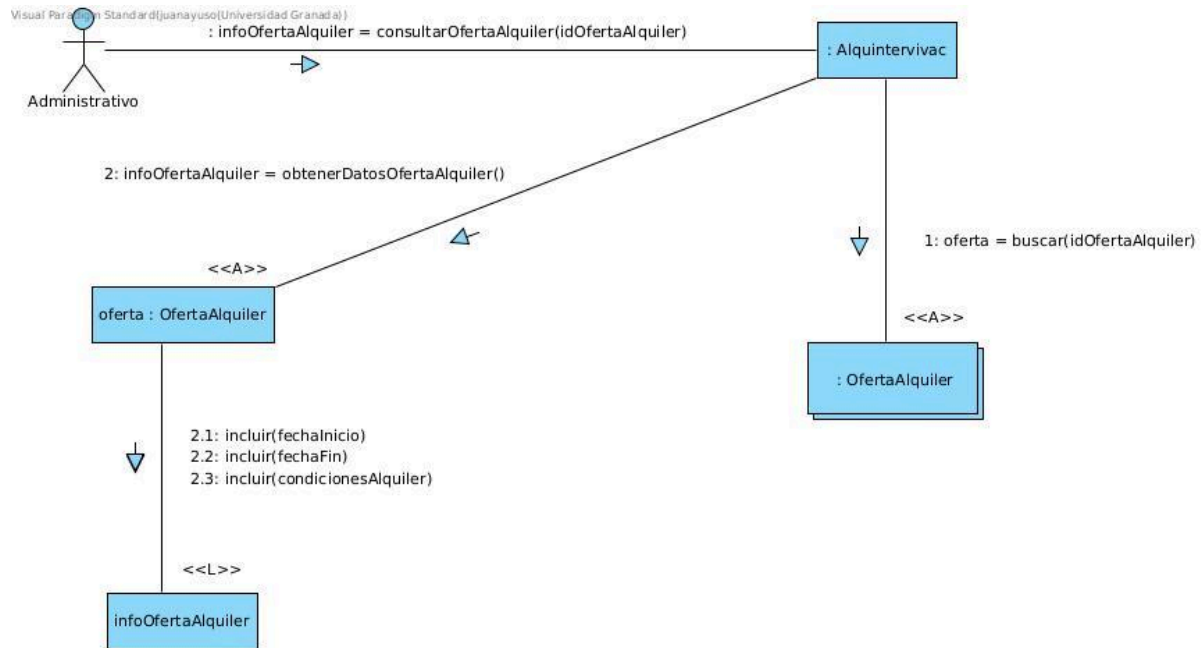 Visual Paradigm Standard(juanayuso(Universidad Granada))
: infoOfertaAlquiler = consultarOfertaAlquiler(idOfertaAlquiler)
: Alquintervivac
Administrativo
2: infoOfertaAlquiler = obtenerDatosOfertaAlquiler()
1: oferta = buscar(idOfertaAlquiler)
<<A>>
oferta : OfertaAlquiler
<<A>>
: OfertaAlquiler
2.1: incluir(fechaInicio)
2.2: incluir(fechaFin)
2.3: incluir(condicionesAlquiler)
<<L>>
infoOfertaAlquiler